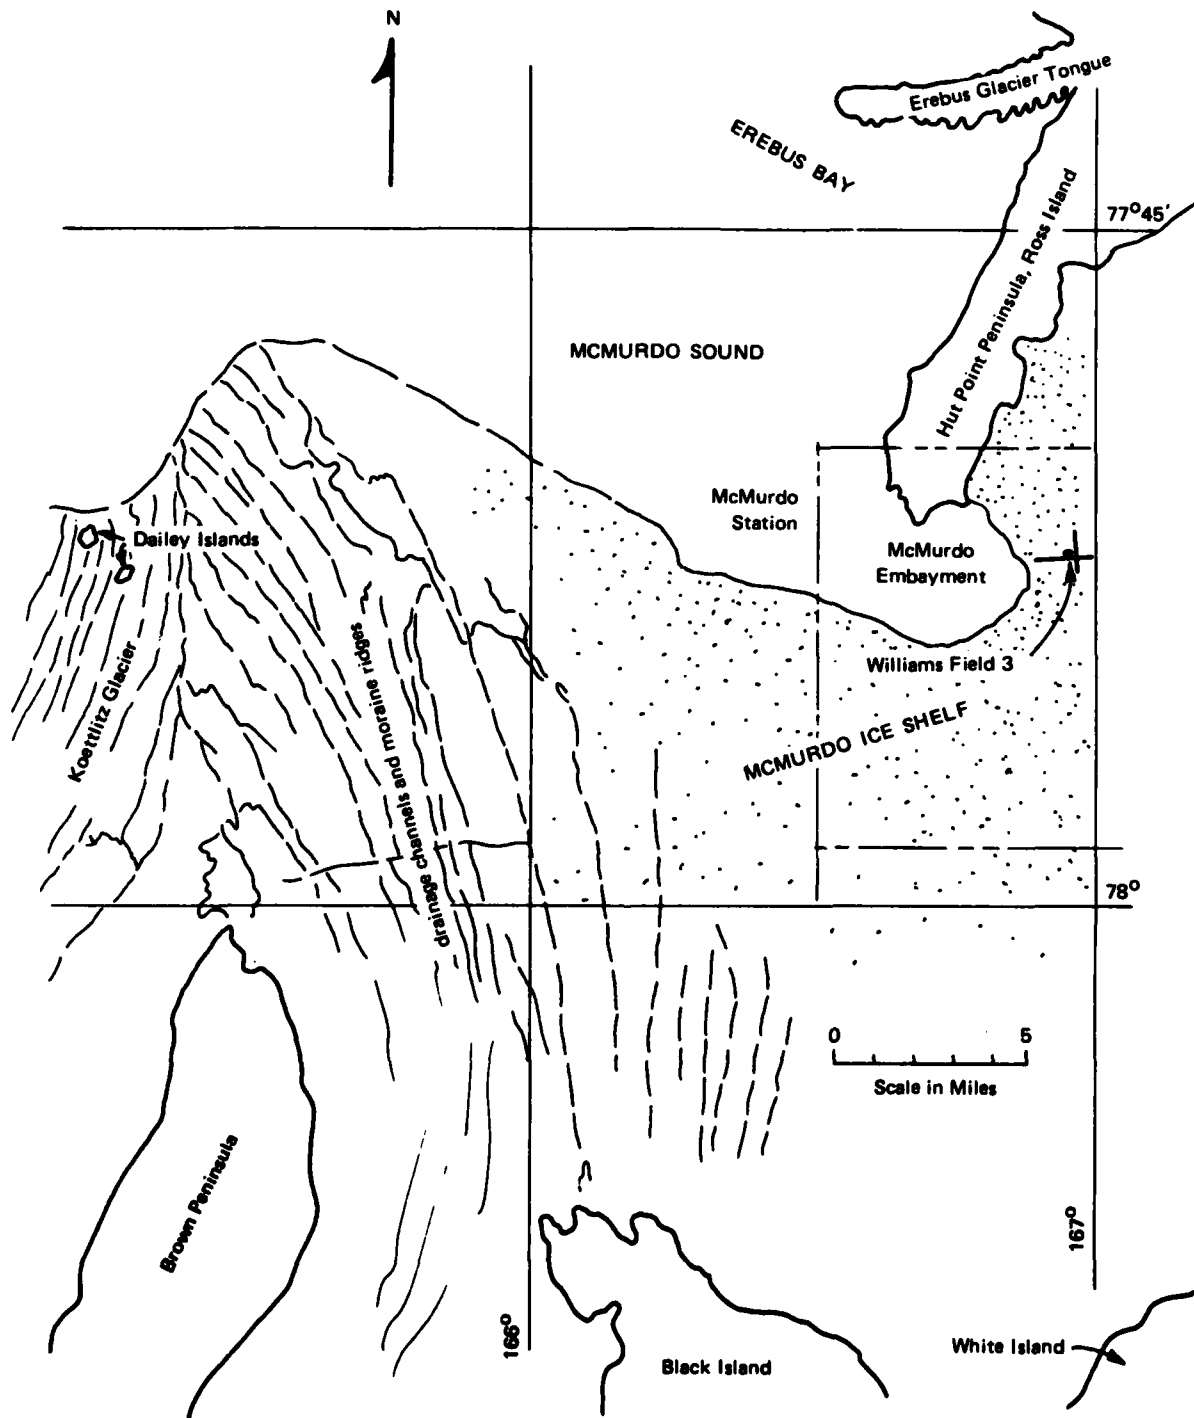 N
Erebus Glacier Tongue
EREBUS BAY
77°45'
Hut Point Peninsula, Ross Island
MCMURDO SOUND
McMurdo
Station
Dailey Islands
McMurdo
Embayment
Williams Field 3
Koettlitz Glacier
drainage channels and moraine ridges
MCMURDO ICE SHELF
78°
0 5
Scale in Miles
Brown Peninsula
167°
166°
White Island
Black Island